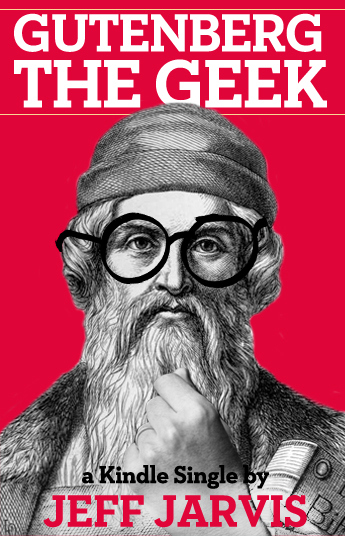 GUTENBERG
THE GEEK
a Kindle Single by
JEFF JARVIS